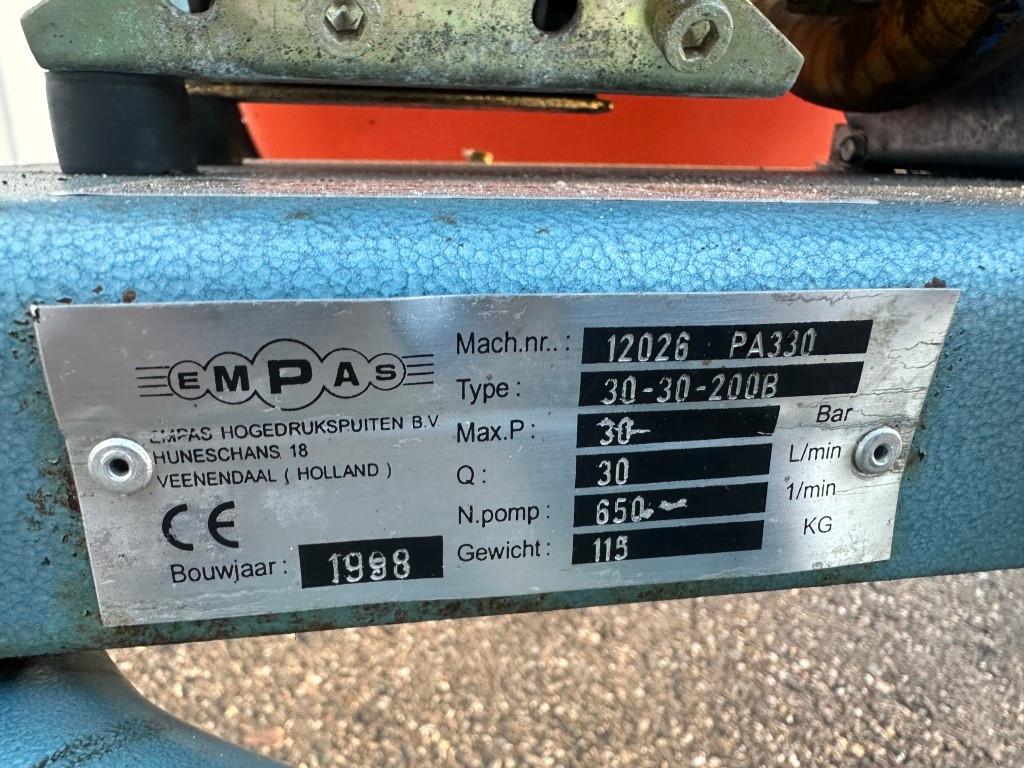 EMPAS
EMPAS HOGEDRUKSPUITEN B.V
HUNESCHANS 18
VEENENDAAL ( HOLLAND )
CE
Bouwjaar : 1998
Mach.nr.. : 12026 PA330
Type : 30-30-200B
Max.P : 30 Bar
Q : 30 L/min
N.pomp : 650 1/min
Gewicht : 115 KG